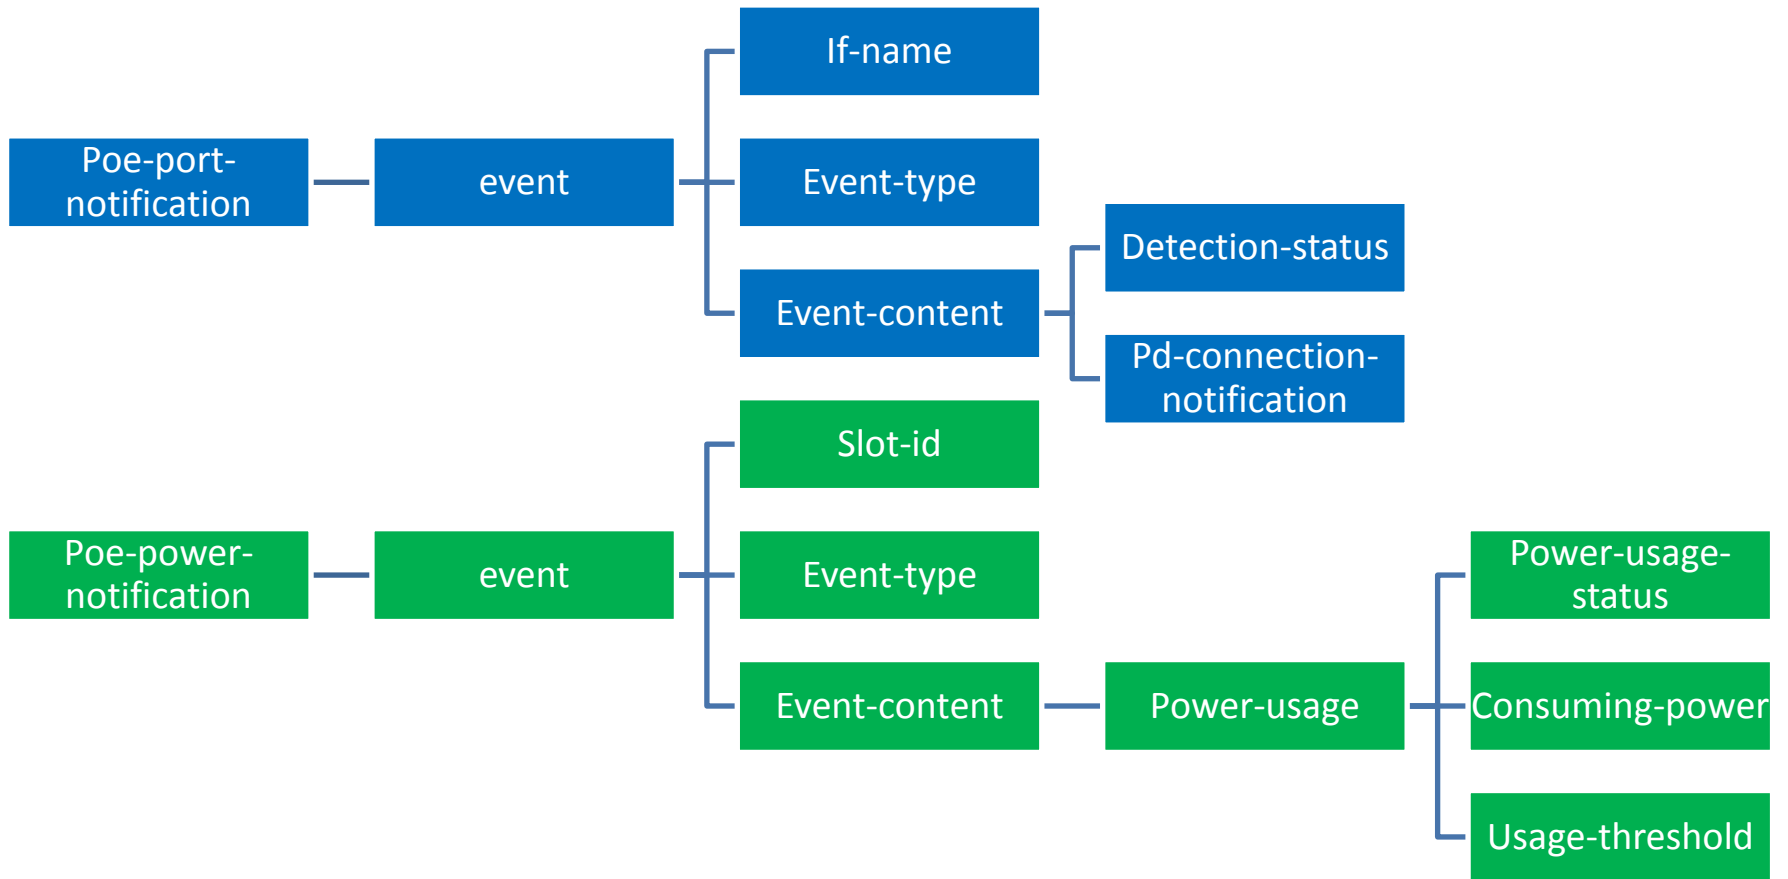 If-name
Poe-port-
notification
event
Event-type
Detection-status
Event-content
Pd-connection-
notification
Slot-id
Poe-power-
notification
event
Event-type
Power-usage-
status
Event-content
Power-usage
Consuming-power
Usage-threshold